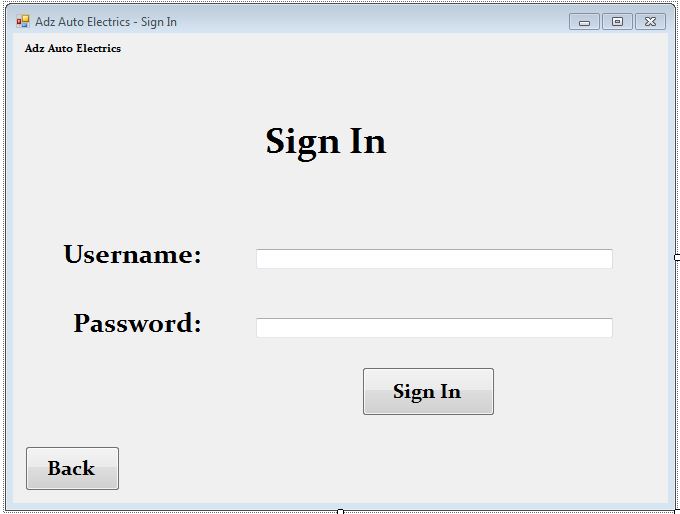 Adz Auto Electrics - Sign In
Adz Auto Electrics
Sign In
Username:
Password:
Sign In
Back